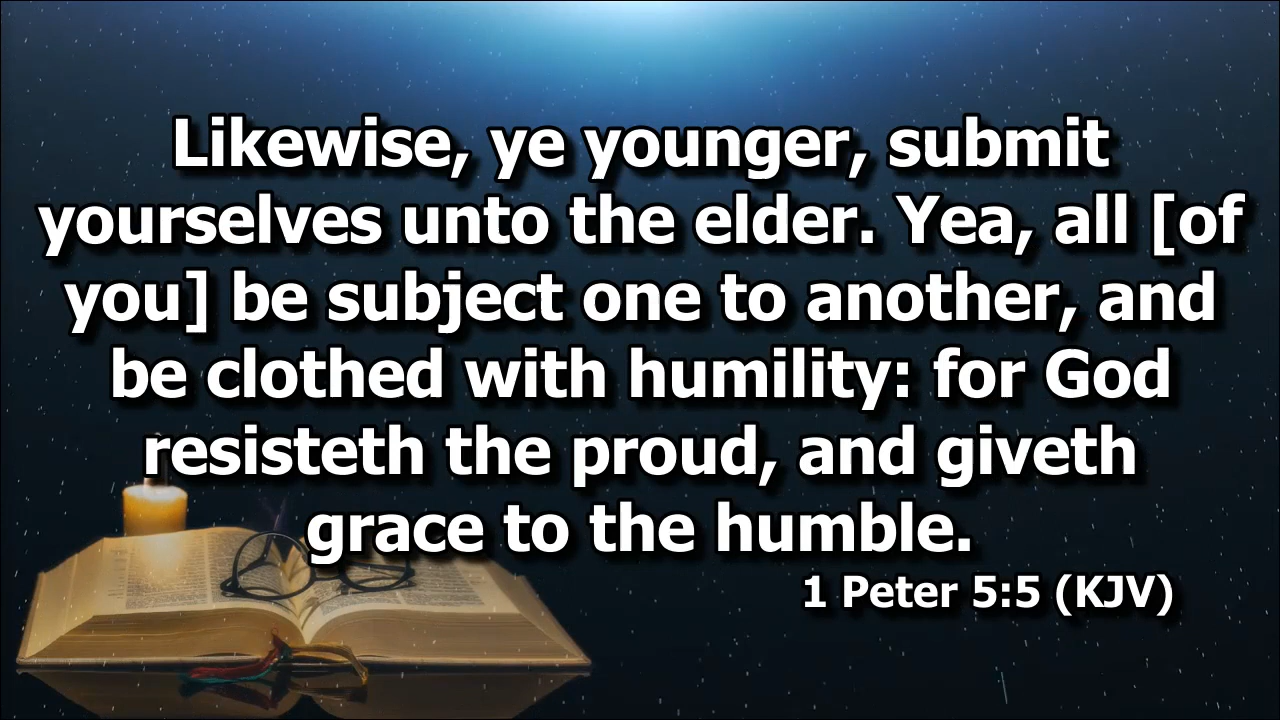 Likewise, ye younger, submit
yourselves unto the elder. Yea, all [of
you] be subject one to another, and
be clothed with humility: for God
resisteth the proud, and giveth
grace to the humble.
1 Peter 5:5 (KJV)